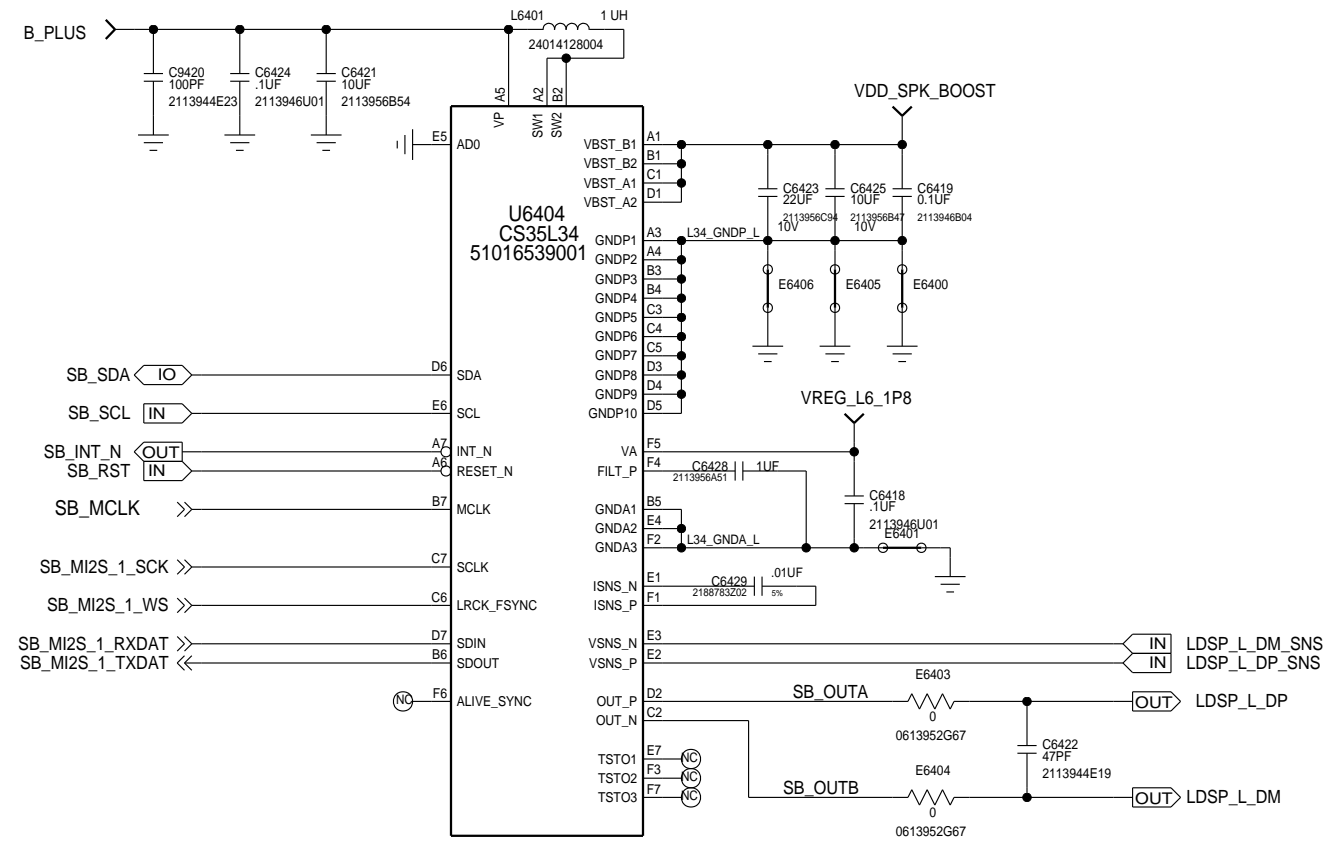 B_PLUS
L6401
1 UH
24014128004
C9420
100PF
2113944E23
C6424
.1UF
2113946U01
C6421
10UF
2113956B54
A5
A2
B2
VP
SW1
SW2
VDD_SPK_BOOST
E5
AD0
U6404
CS35L34
51016539001
VBST_B1
A1
VBST_B2
B1
VBST_A1
C1
VBST_A2
D1
C6423
22UF
2113956C94
10V
C6425
10UF
2113956B47
10V
C6419
0.1UF
2113946B04
GNDP1
A3
L34_GNDP_L
GNDP2
A4
GNDP3
B3
GNDP4
B4
GNDP5
C3
GNDP6
C4
GNDP7
C5
GNDP8
D3
GNDP9
D4
GNDP10
D5
E6406
E6405
E6400
SB_SDA
IO
D6
SDA
SB_SCL
IN
E6
SCL
SB_INT_N
OUT
A7
INT_N
SB_RST
IN
A6
RESET_N
SB_MCLK
B7
MCLK
SB_MI2S_1_SCK
C7
SCLK
SB_MI2S_1_WS
C6
LRCK_FSYNC
SB_MI2S_1_RXDAT
D7
SDIN
SB_MI2S_1_TXDAT
B6
SDOUT
NC
F6
ALIVE_SYNC
VREG_L6_1P8
VA
F5
FILT_P
F4
C6428
1UF
2113956A51
C6418
.1UF
2113946U01
E6401
GNDA1
B5
GNDA2
E4
GNDA3
F2
L34_GNDA_L
ISNS_N
E1
C6429
.01UF
2188783Z02
5%
ISNS_P
F1
VSNS_N
E3
IN
LDSP_L_DM_SNS
VSNS_P
E2
IN
LDSP_L_DP_SNS
OUT_P
D2
SB_OUTA
E6403
0
0613952G67
OUT
LDSP_L_DP
OUT_N
C2
C6422
47PF
2113944E19
TSTO1
E7
NC
TSTO2
F3
NC
TSTO3
F7
NC
SB_OUTB
E6404
0
0613952G67
OUT
LDSP_L_DM